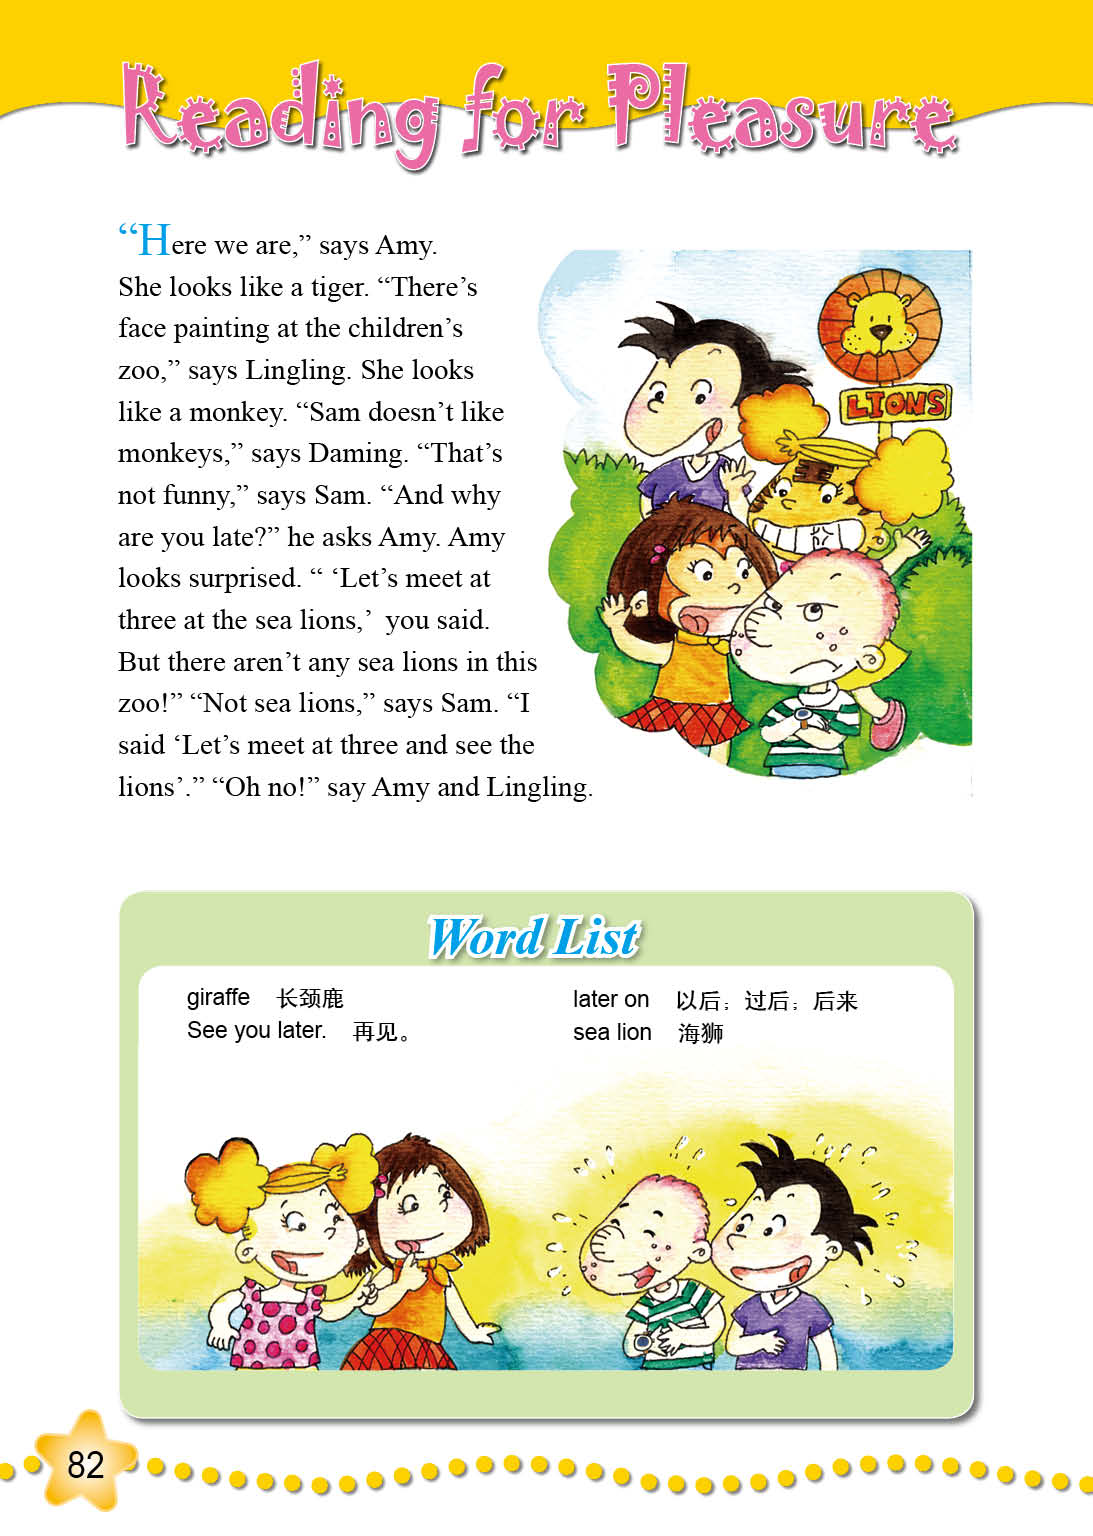 Reading for Pleasure
“Here we are,” says Amy.
She looks like a tiger. “There’s
face painting at the children’s
zoo,” says Lingling. She looks
like a monkey. “Sam doesn’t like
monkeys,” says Daming. “That’s
not funny,” says Sam. “And why
are you late?” he asks Amy. Amy
looks surprised. “ ‘Let’s meet at
three at the sea lions,’ you said.
But there aren’t any sea lions in this
zoo!” “Not sea lions,” says Sam. “I
said ‘Let’s meet at three and see the
lions’.” “Oh no!” say Amy and Lingling.
LIONS
Word List
giraffe 长颈鹿
See you later. 再见。
later on 以后；过后；后来
sea lion 海狮
82